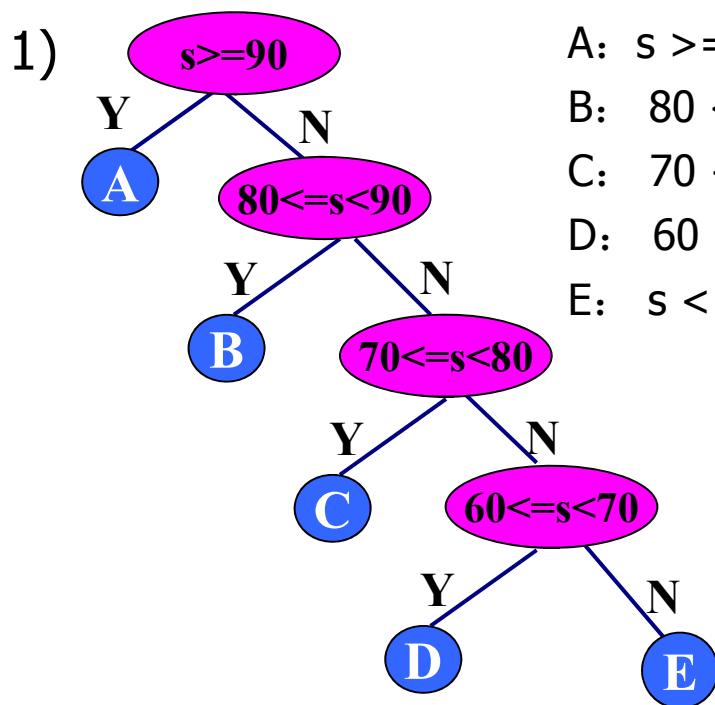 1)
s>=90
A：s >=
Y
N
B： 80
A
80<=s<90
C： 70
D： 60
Y
N
E： s <
B
70<=s<80
Y
N
C
60<=s<70
Y
N
D
E